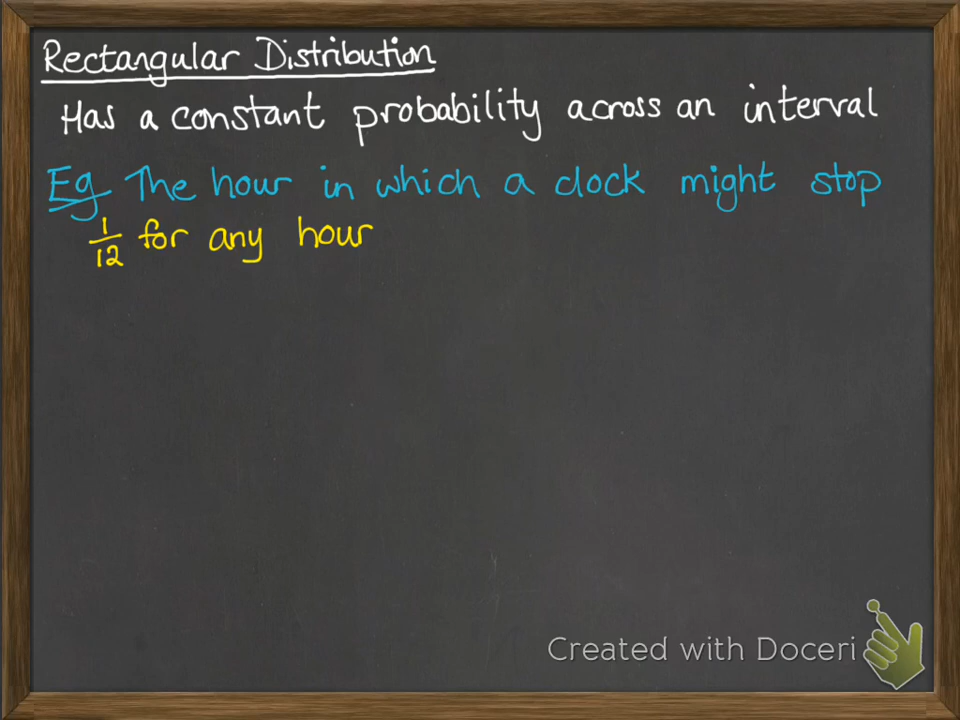 Rectangular Distribution
Has a constant probability across an interval
Eg The hour in which a clock might stop
1/12 for any hour
Created with Doceri